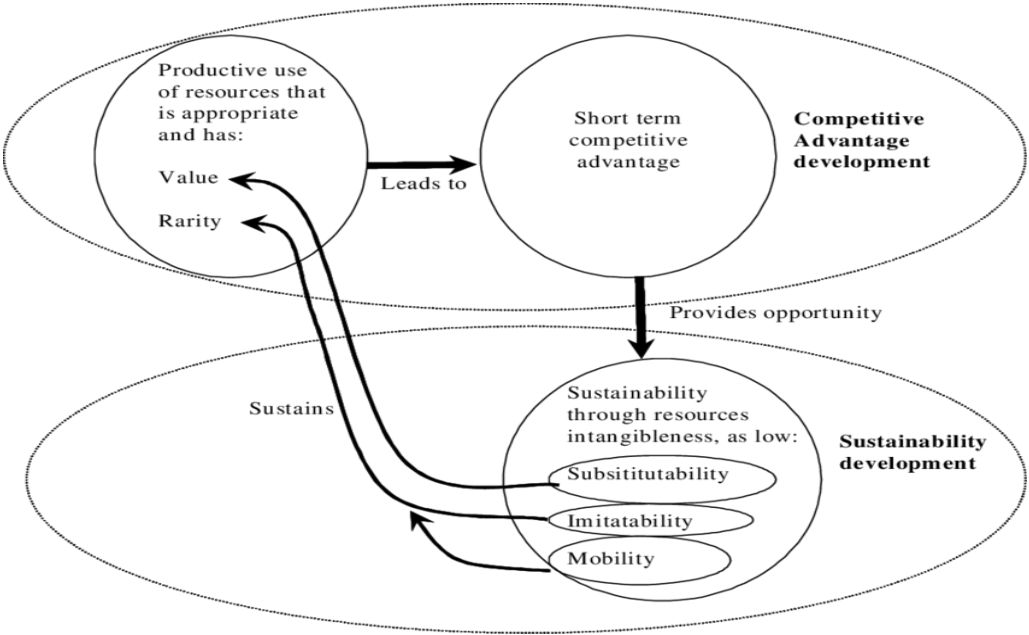 Productive use
of resources that
is appropriate
and has:
Value
Rarity
Leads to
Short term
competitive
advantage
Competitive
Advantage
development
Provides opportunity
Sustains
Sustainability
through resources
intangibleness, as low:
Subsititutability
Imitatability
Mobility
Sustainability
development